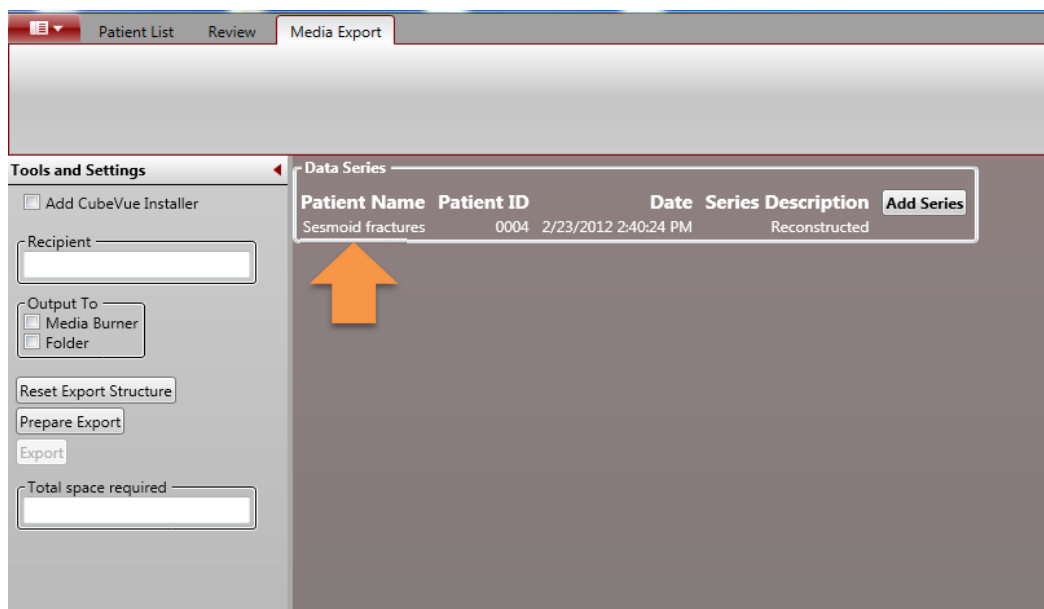 Patient List Review Media Export
Tools and Settings
Add CubeVue Installer
Recipient
Output To
Media Burner
Folder
Reset Export Structure
Prepare Export
Export
Total space required
Data Series
Patient Name Patient ID Date Series Description Add Series
Sesmoid fractures 0004 2/23/2012 2:40:24 PM Reconstructed